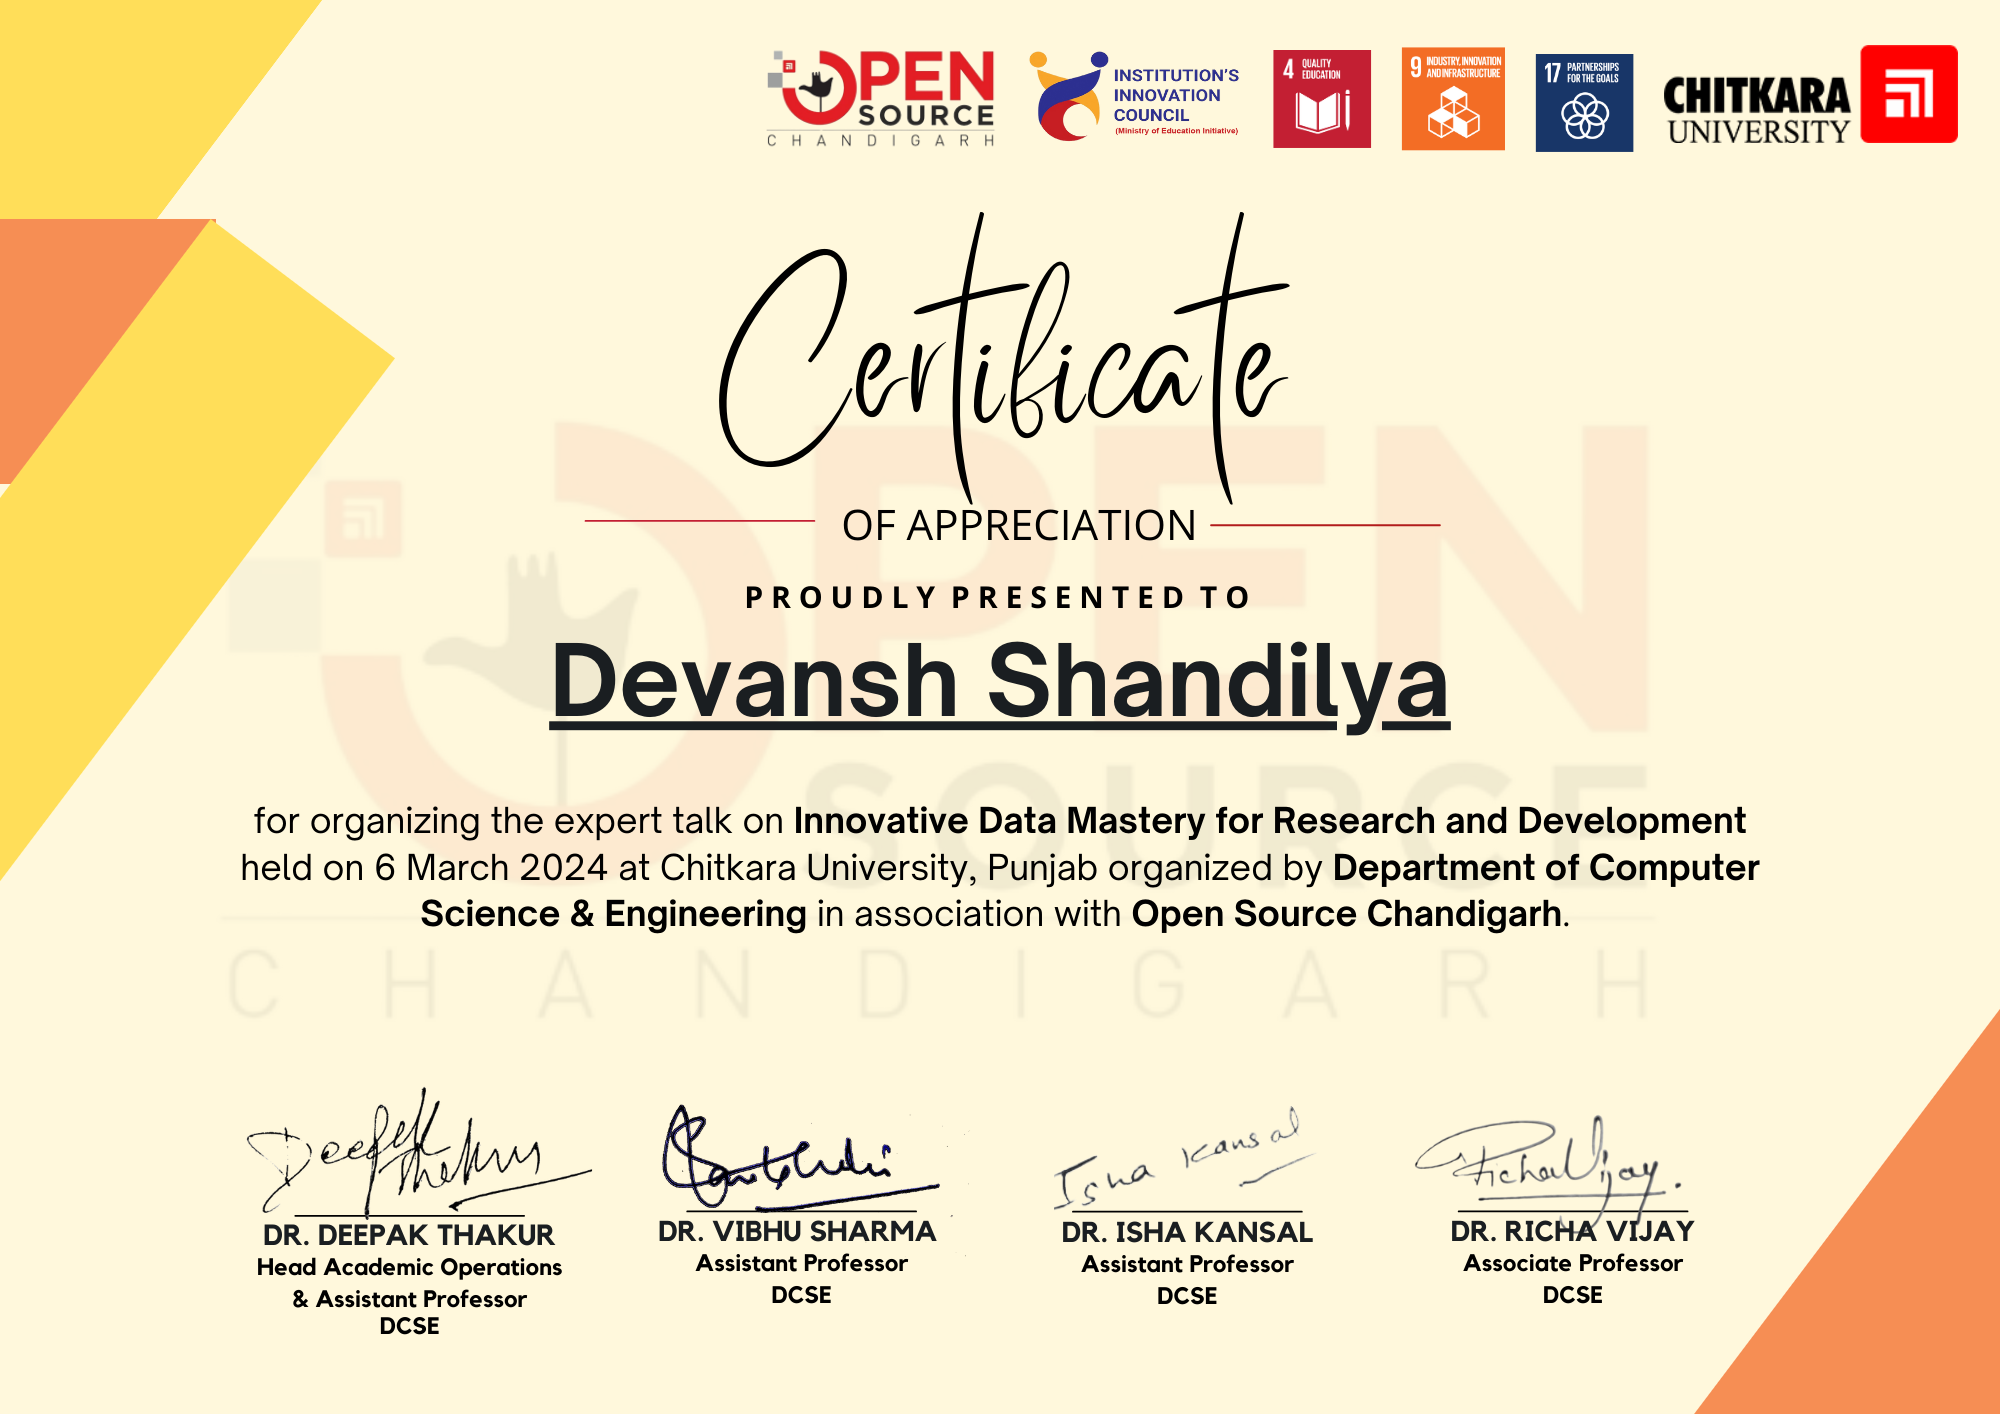 OPEN
SOURCE
CHANDIGARH
INSTITUTION'S
INNOVATION
COUNCIL
(Ministry of Education Initiative)
4 QUALITY
EDUCATION
9 INDUSTRY, INNOVATION
AND INFRASTRUCTURE
17 PARTNERSHIPS
FOR THE GOALS
CHITKARA
UNIVERSITY
Certificate
OF APPRECIATION
PROUDLY PRESENTED TO
Devansh Shandilya
for organizing the expert talk on Innovative Data Mastery for Research and Development
held on 6 March 2024 at Chitkara University, Punjab organized by Department of Computer
Science & Engineering in association with Open Source Chandigarh.
OPEN
SOURCE
CHANDIGARH
Deepak Thakur
Isha Kansal
Richa Vijay.
DR. DEEPAK THAKUR
Head Academic Operations
& Assistant Professor
DCSE
DR. VIBHU SHARMA
Assistant Professor
DCSE
DR. ISHA KANSAL
Assistant Professor
DCSE
DR. RICHA VIJAY
Associate Professor
DCSE